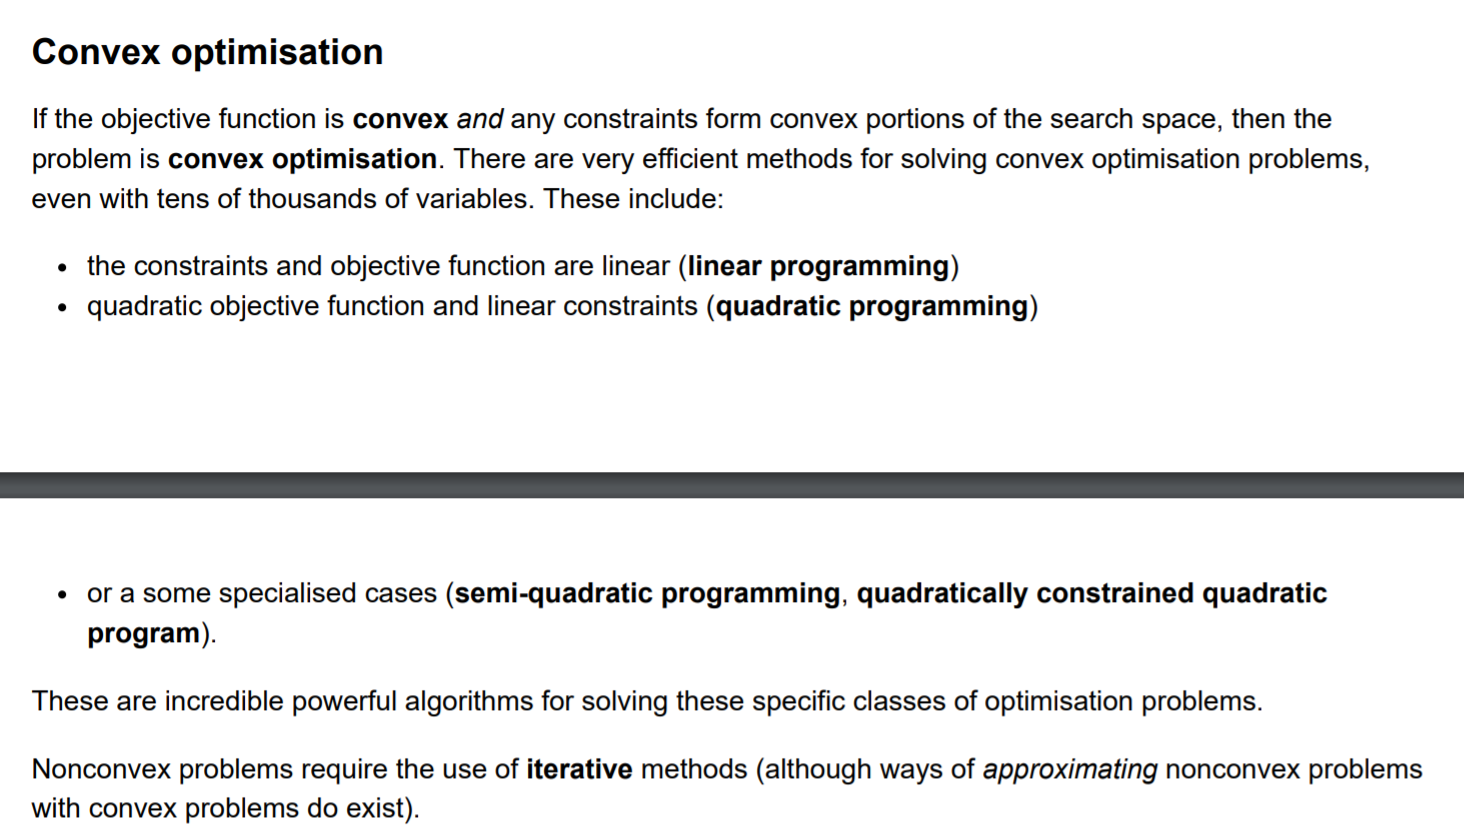 Convex optimisation
If the objective function is convex and any constraints form convex portions of the search space, then the
problem is convex optimisation. There are very efficient methods for solving convex optimisation problems,
even with tens of thousands of variables. These include:
• the constraints and objective function are linear (linear programming)
• quadratic objective function and linear constraints (quadratic programming)
• or a some specialised cases (semi-quadratic programming, quadratically constrained quadratic
program).
These are incredible powerful algorithms for solving these specific classes of optimisation problems.
Nonconvex problems require the use of iterative methods (although ways of approximating nonconvex problems
with convex problems do exist).